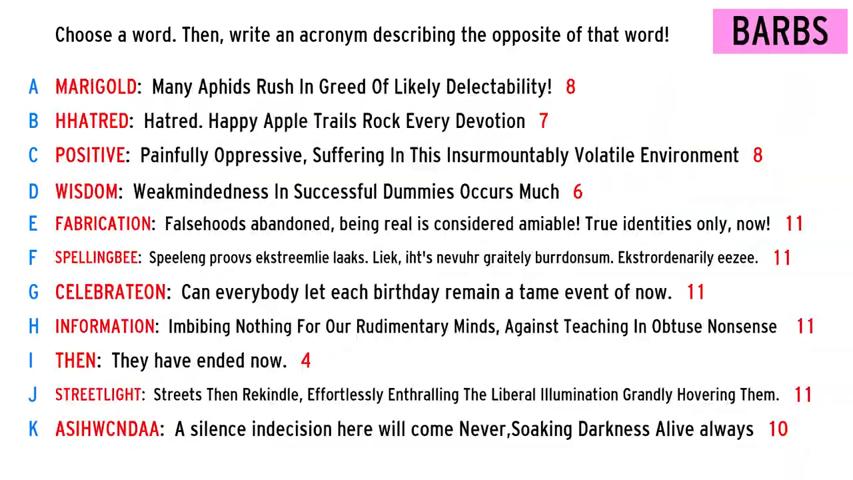 Choose a word. Then, write an acronym describing the opposite of that word!
BARBS
A MARIGOLD: Many Aphids Rush In Greed Of Likely Delectability! 8
B HHATRED: Hatred. Happy Apple Trails Rock Every Devotion 7
C POSITIVE: Painfully Oppressive, Suffering In This Insurmountably Volatile Environment 8
D WISDOM: Weakmindedness In Successful Dummies Occurs Much 6
E FABRICATION: Falsehoods abandoned, being real is considered amiable! True identities only, now! 11
F SPELLINGBEE: Speeleng proovs ekstreemlie laaks. Liek, iht's nevuhr graitely burrdonsum. Ekstrordenarily eezee. 11
G CELEBRATEON: Can everybody let each birthday remain a tame event of now. 11
H INFORMATION: Imbibing Nothing For Our Rudimentary Minds, Against Teaching In Obtuse Nonsense 11
I THEN: They have ended now. 4
J STREETLIGHT: Streets Then Rekindle, Effortlessly Enthralling The Liberal Illumination Grandly Hovering Them. 11
K ASIHWCNDAA: A silence indecision here will come Never,Soaking Darkness Alive always 10